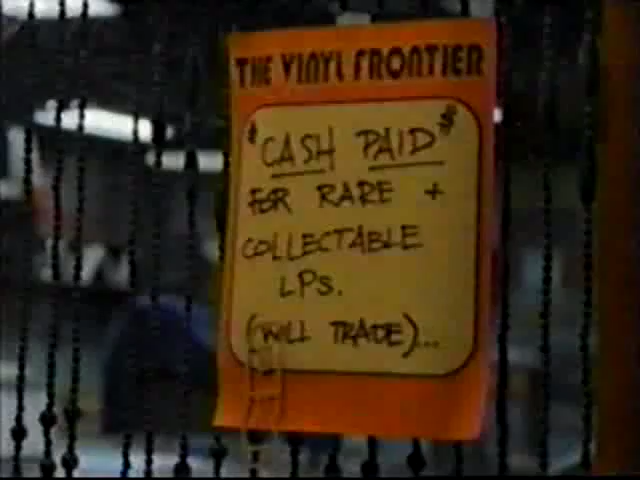 THE VINYL FRONTIER
$CASH PAID$
FOR RARE +
COLLECTABLE
LPs.
(WILL TRADE)...